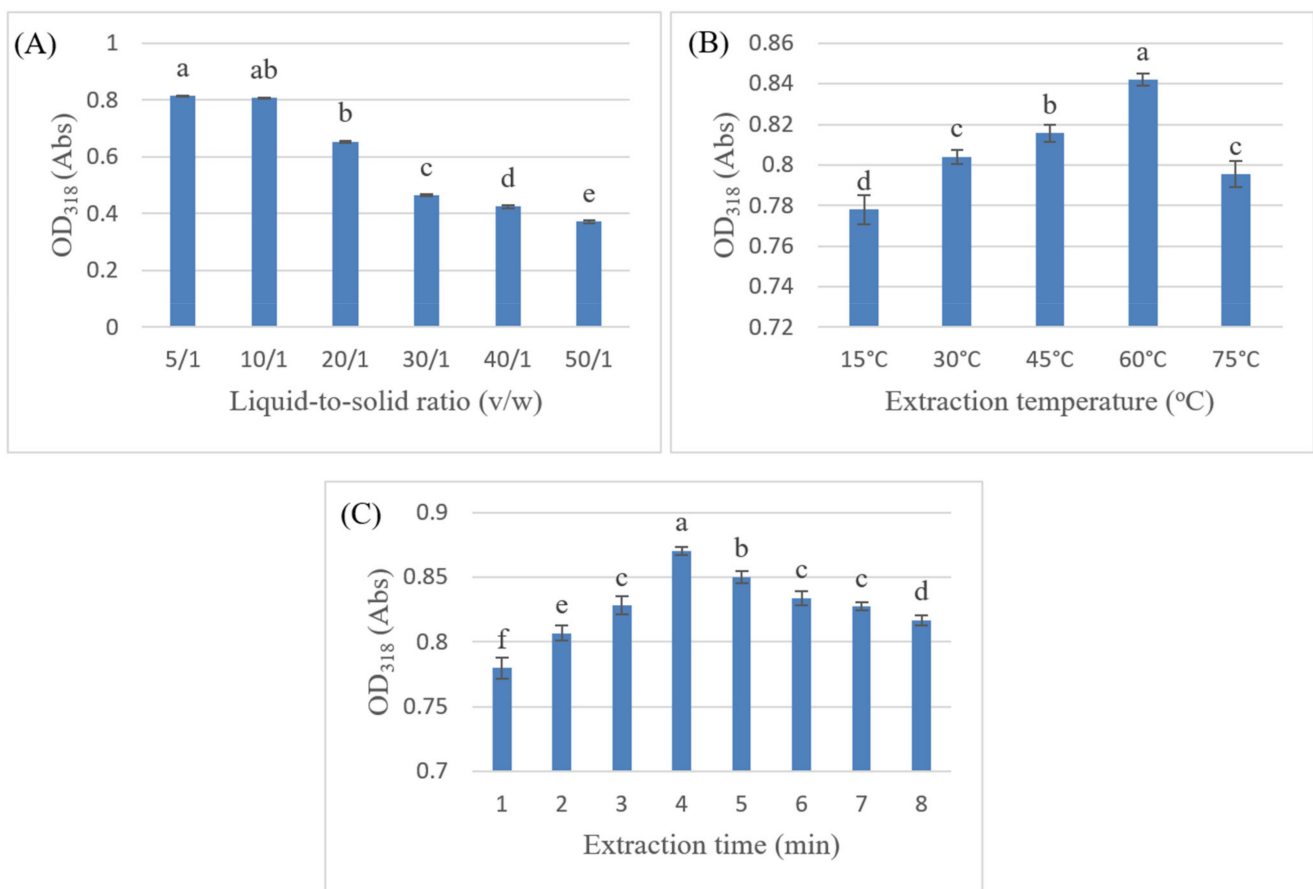 (A)
1
0.8
0.6
0.4
0.2
0
OD318 (Abs)
a ab b c d e
5/1 10/1 20/1 30/1 40/1 50/1
Liquid-to-solid ratio (v/w)
(B)
0.86
0.84
0.82
0.8
0.78
0.76
0.74
0.72
OD318 (Abs)
d c b a c
15°C 30°C 45°C 60°C 75°C
Extraction temperature (°C)
(C)
0.9
0.85
0.8
0.75
0.7
OD318 (Abs)
f e c a b c c d
1 2 3 4 5 6 7 8
Extraction time (min)